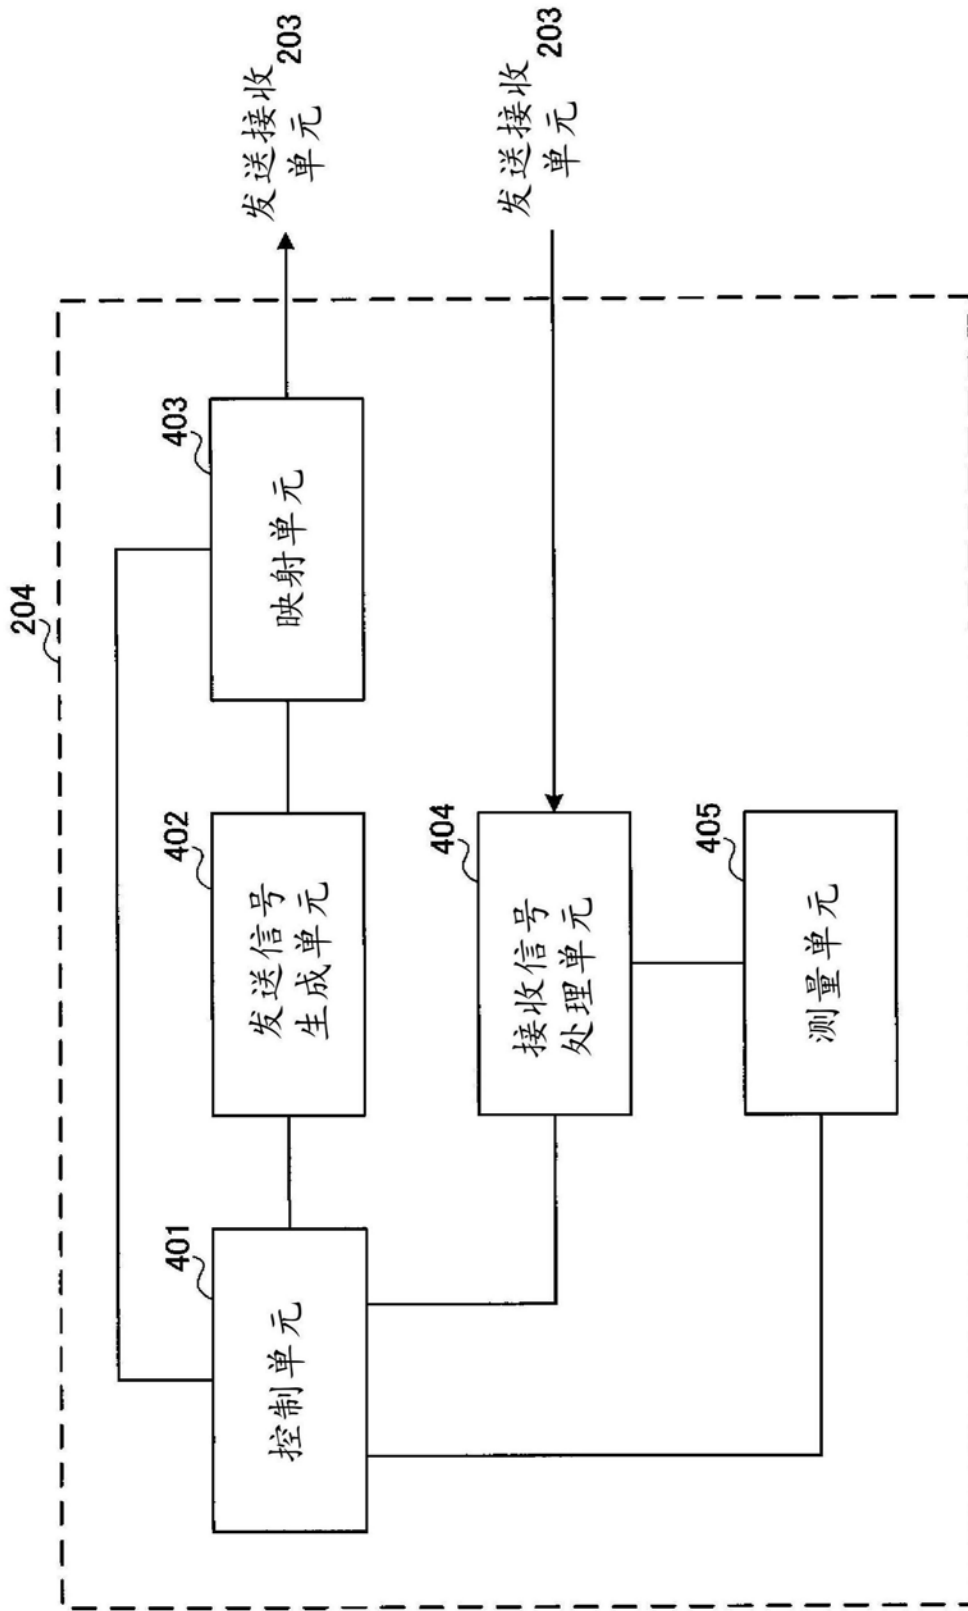 204
403
映射单元
发送接收
单元
203
402
发送信号
生成单元
401
控制单元
404
接收信号
处理单元
发送接收
单元
203
405
测量单元